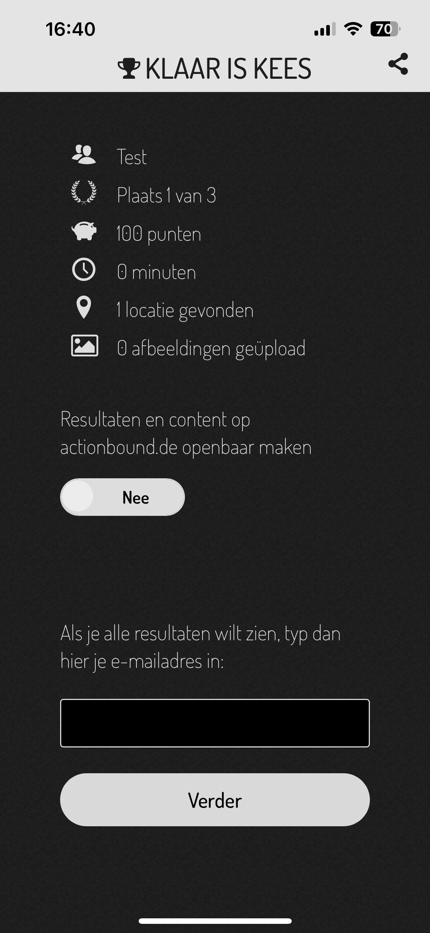 16:40
70
KLAAR IS KEES
Test
Plaats 1 van 3
100 punten
0 minuten
1 locatie gevonden
0 afbeeldingen geüpload
Resultaten en content op
actionbound.de openbaar maken
Nee
Als je alle resultaten wilt zien, typ dan
hier je e-mailadres in:
Verder